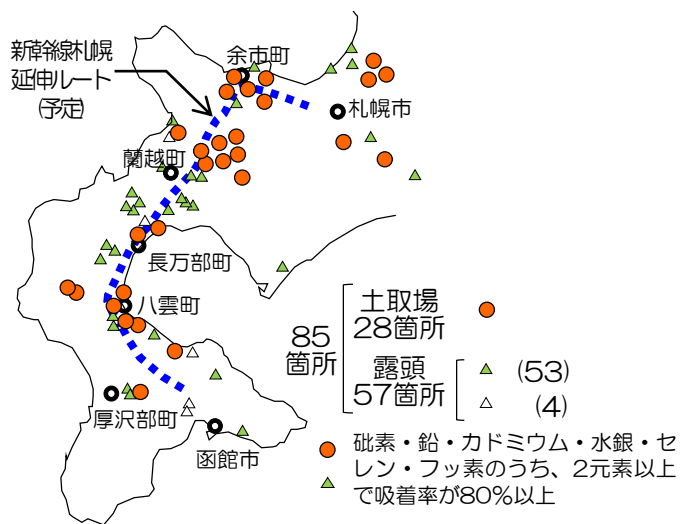 新幹線札幌
延伸ルート
(予定)
余市町
札幌市
蘭越町
長万部町
八雲町
厚沢部町
函館市
85
箇所
土取場
28箇所
露頭
57箇所
(53)
(4)
砒素・鉛・カドミウム・水銀・セ
レン・フッ素のうち、2元素以上
で吸着率が80%以上